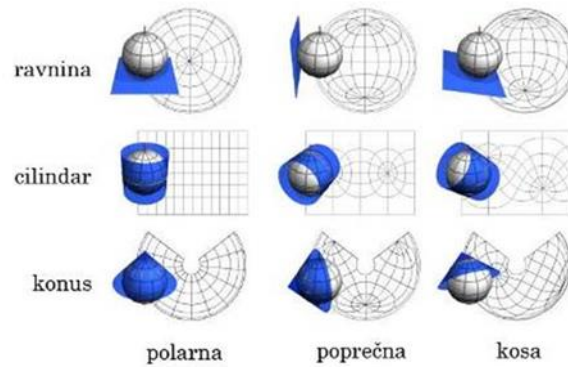 ravnina
cilindar
konus
polarna
poprečna
kosa